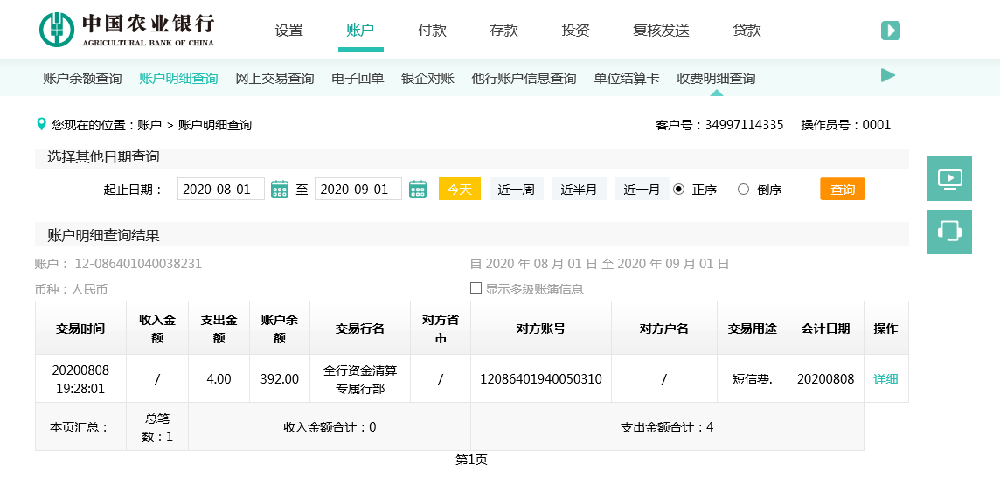 中国农业银行
AGRICULTURAL BANK OF CHINA
设置 账户 付款 存款 投资 复核发送 贷款
账户余额查询 账户明细查询 网上交易查询 电子回单 银企对账 他行账户信息查询 单位结算卡 收费明细查询
您现在的位置：账户 > 账户明细查询 客户号：34997114335 操作员号：0001
选择其他日期查询
起止日期： 2020-08-01 至 2020-09-01 今天 近一周 近半月 近一月 正序 倒序 查询
账户明细查询结果
账户： 12-086401040038231 自 2020 年 08 月 01 日 至 2020 年 09 月 01 日
币种：人民币 显示多级账簿信息
交易时间 收入金额 支出金额 账户余额 交易行名 对方省市 对方账号 对方户名 交易用途 会计日期 操作
20200808 19:28:01 / 4.00 392.00 全行资金清算专属行部 / 12086401940050310 / 短信费. 20200808 详细
本页汇总： 总笔数：1 收入金额合计：0 支出金额合计：4
第1页